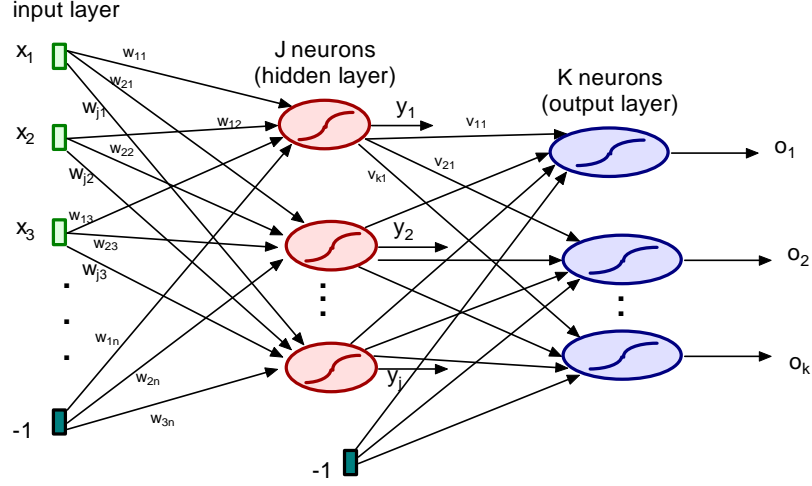 input layer
J neurons
(hidden layer)
K neurons
(output layer)
x1
w11
w21
wj1
y1
v11
x2
w12
w22
wj2
v21
vk1
o1
x3
w13
w23
wj3
y2
o2
w1n
w2n
w3n
yj
ok
-1
-1